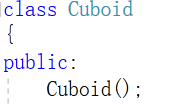 class Cuboid
{
public:
    Cuboid();